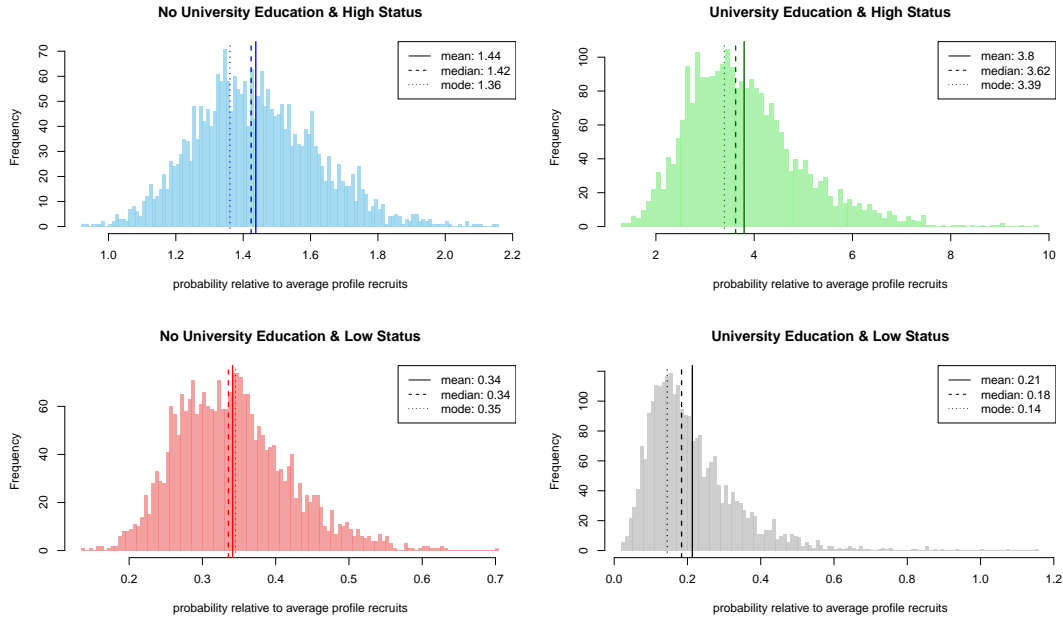 No University Education & High Status
mean: 1.44
median: 1.42
mode: 1.36
Frequency
0
10
20
30
40
50
60
70
1.0
1.2
1.4
1.6
1.8
2.0
2.2
probability relative to average profile recruits
University Education & High Status
mean: 3.8
median: 3.62
mode: 3.39
Frequency
0
20
40
60
80
100
2
4
6
8
10
probability relative to average profile recruits
No University Education & Low Status
mean: 0.34
median: 0.34
mode: 0.35
Frequency
0
20
40
60
0.2
0.3
0.4
0.5
0.6
0.7
probability relative to average profile recruits
University Education & Low Status
mean: 0.21
median: 0.18
mode: 0.14
Frequency
0
20
40
60
80
100
0.0
0.2
0.4
0.6
0.8
1.0
1.2
probability relative to average profile recruits